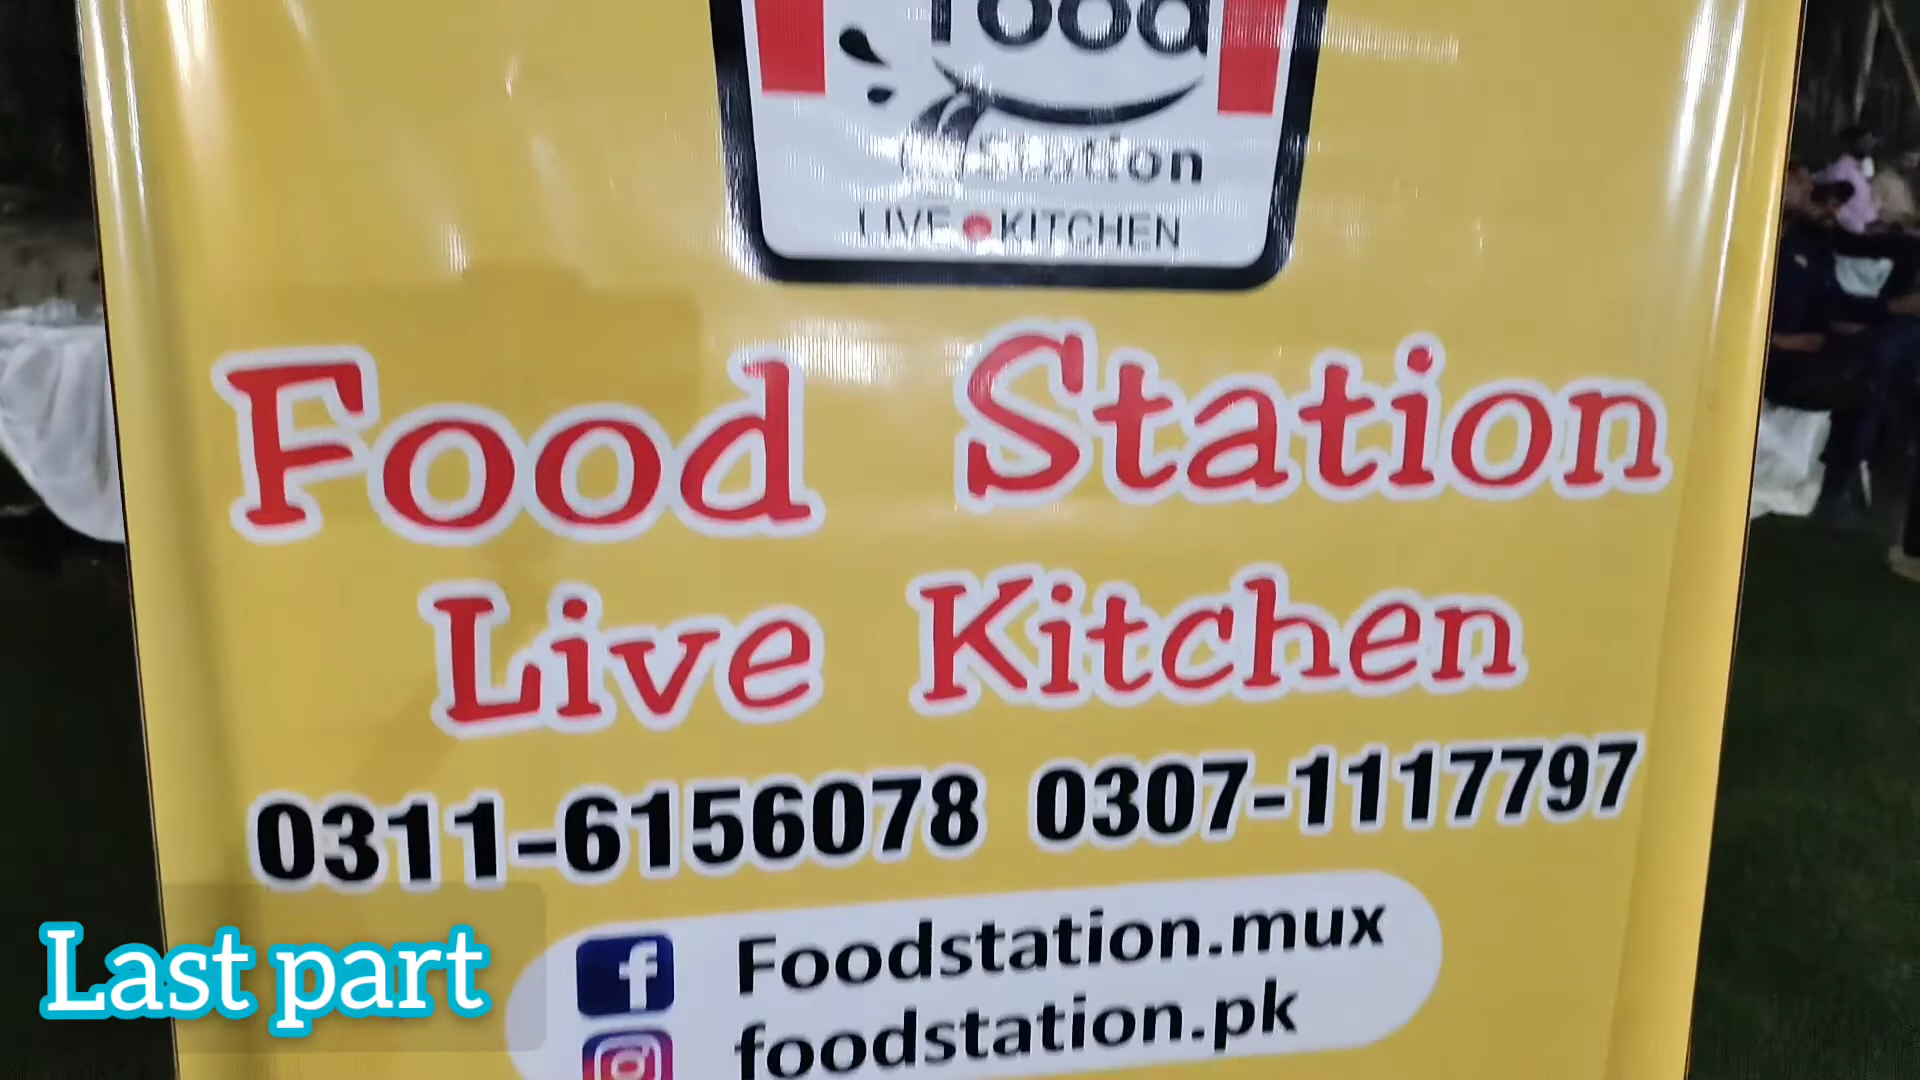 food
Station
LIVE KITCHEN
Food Station
Live Kitchen
0311-6156078 0307-1117797
Foodstation.mux
foodstation.pk
Last part